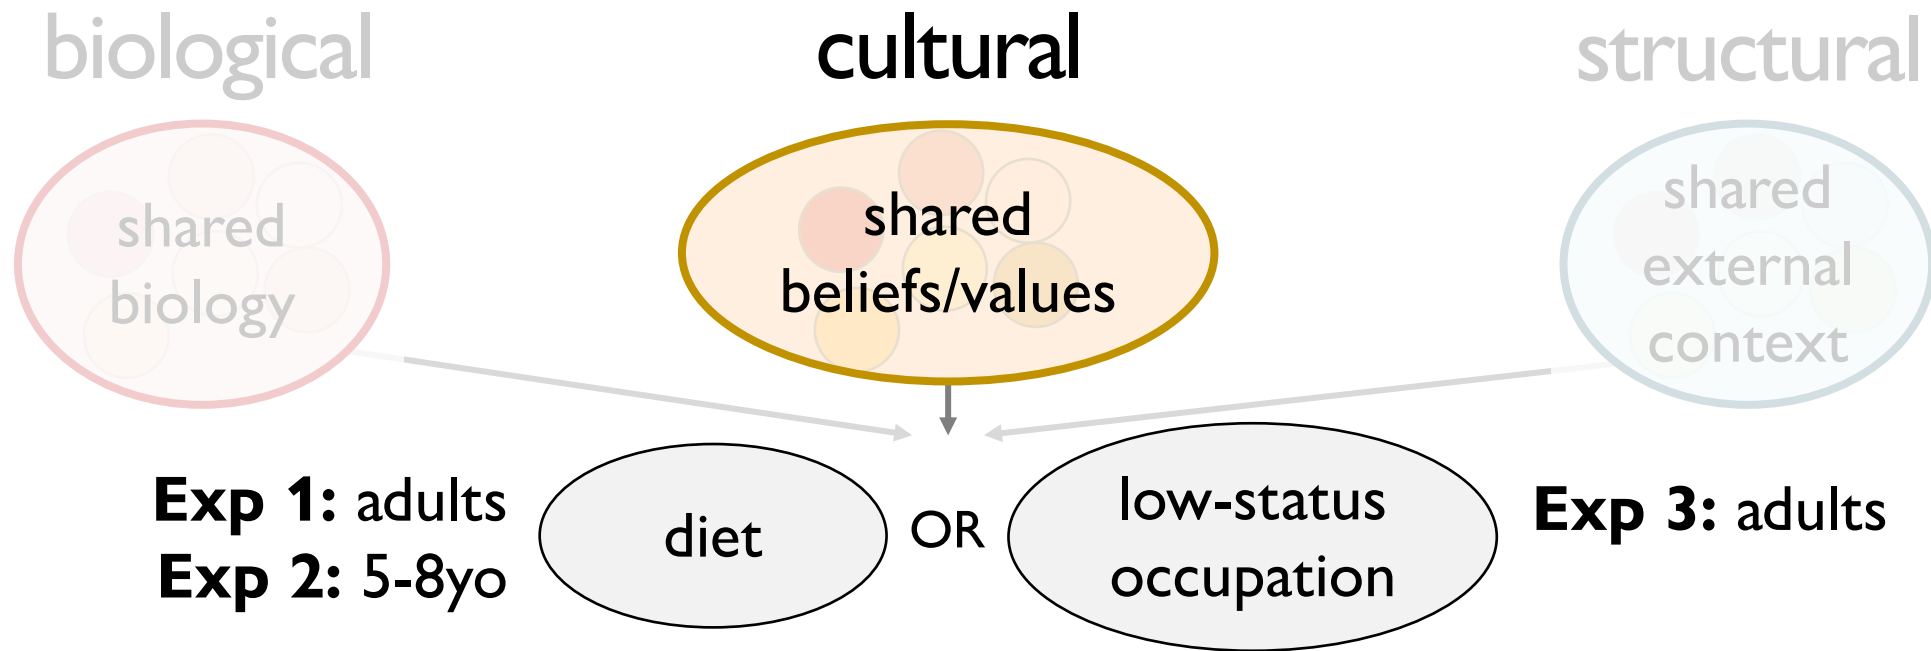 biological
cultural
structural
shared
biology
shared
beliefs/values
shared
external
context
Exp 1: adults
Exp 2: 5-8yo
diet
OR
low-status
occupation
Exp 3: adults